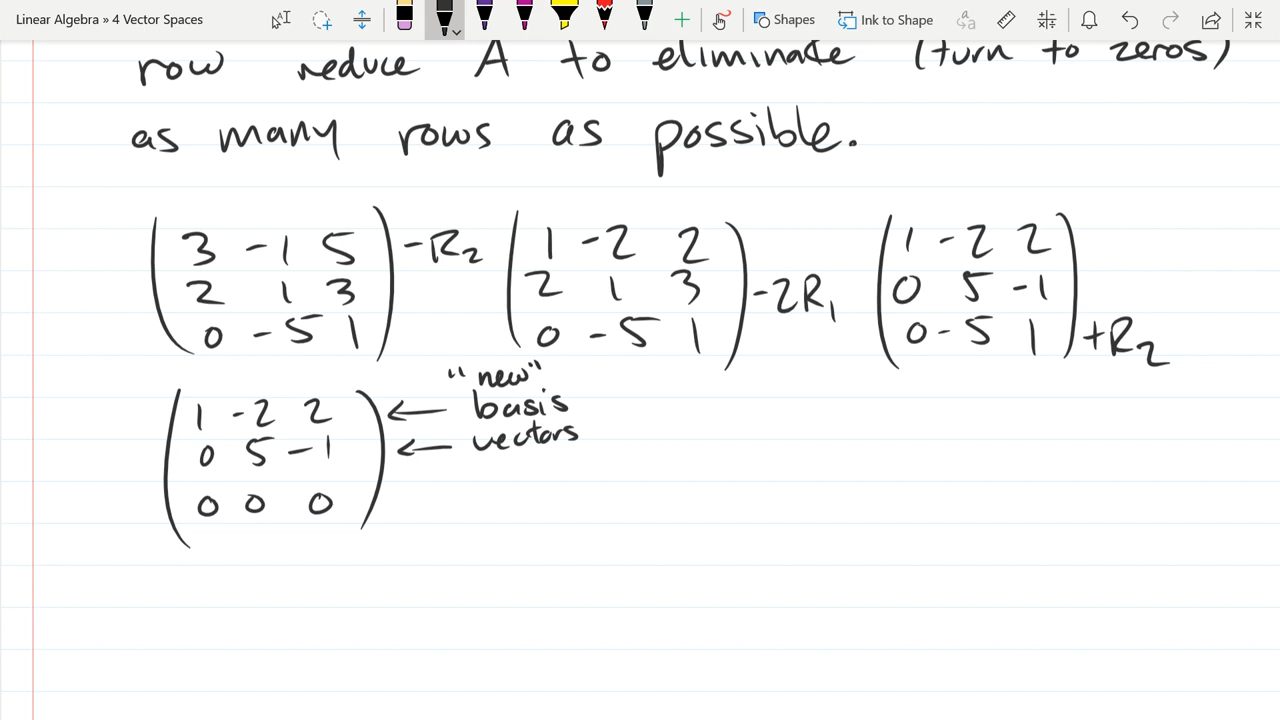 Linear Algebra » 4 Vector Spaces
Shapes
Ink to Shape
row reduce A to eliminate (turn to zeros)
as many rows as possible.
3 -1 5 -R2 1 -2 2 1 -2 2
2 1 3 2 1 3 -2R1 0 5 -1
0 -5 1 0 -5 1 0 -5 1 +R2
"new"
1 -2 2 ← basis
0 5 -1 ← vectors
0 0 0